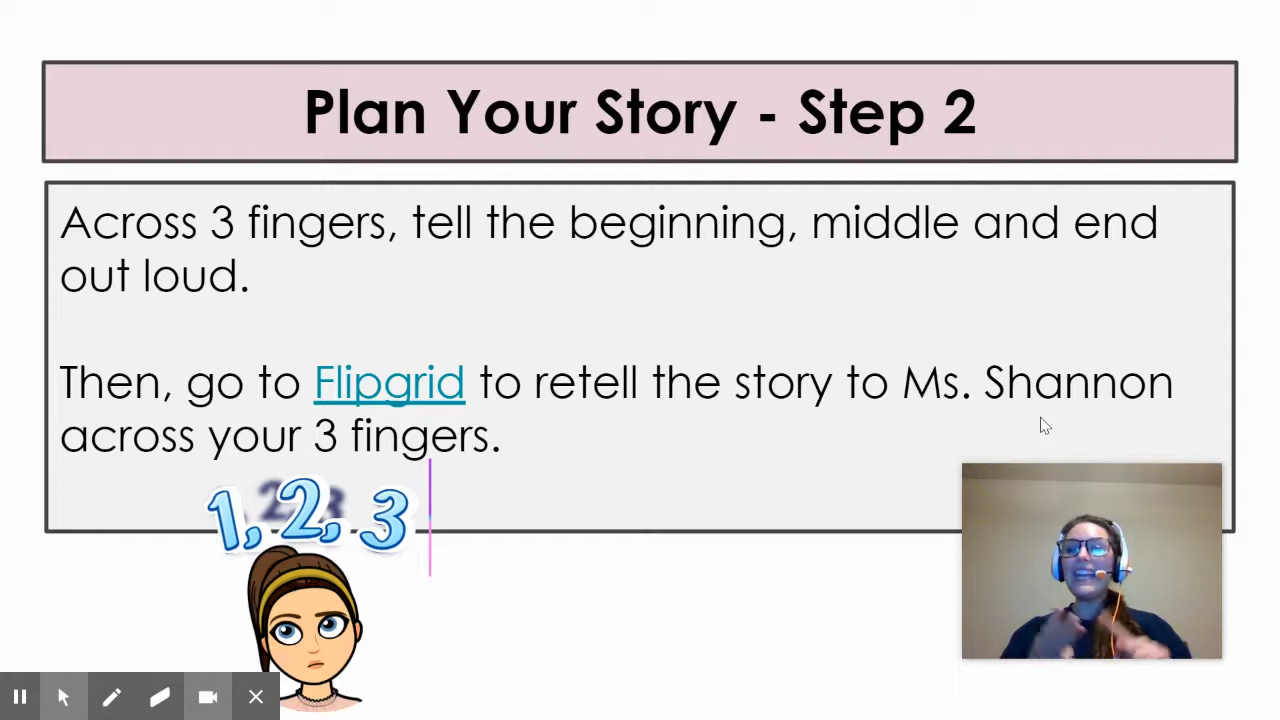 Plan Your Story - Step 2
Across 3 fingers, tell the beginning, middle and end
out loud.
Then, go to Flipgrid to retell the story to Ms. Shannon
across your 3 fingers.
1, 2, 3